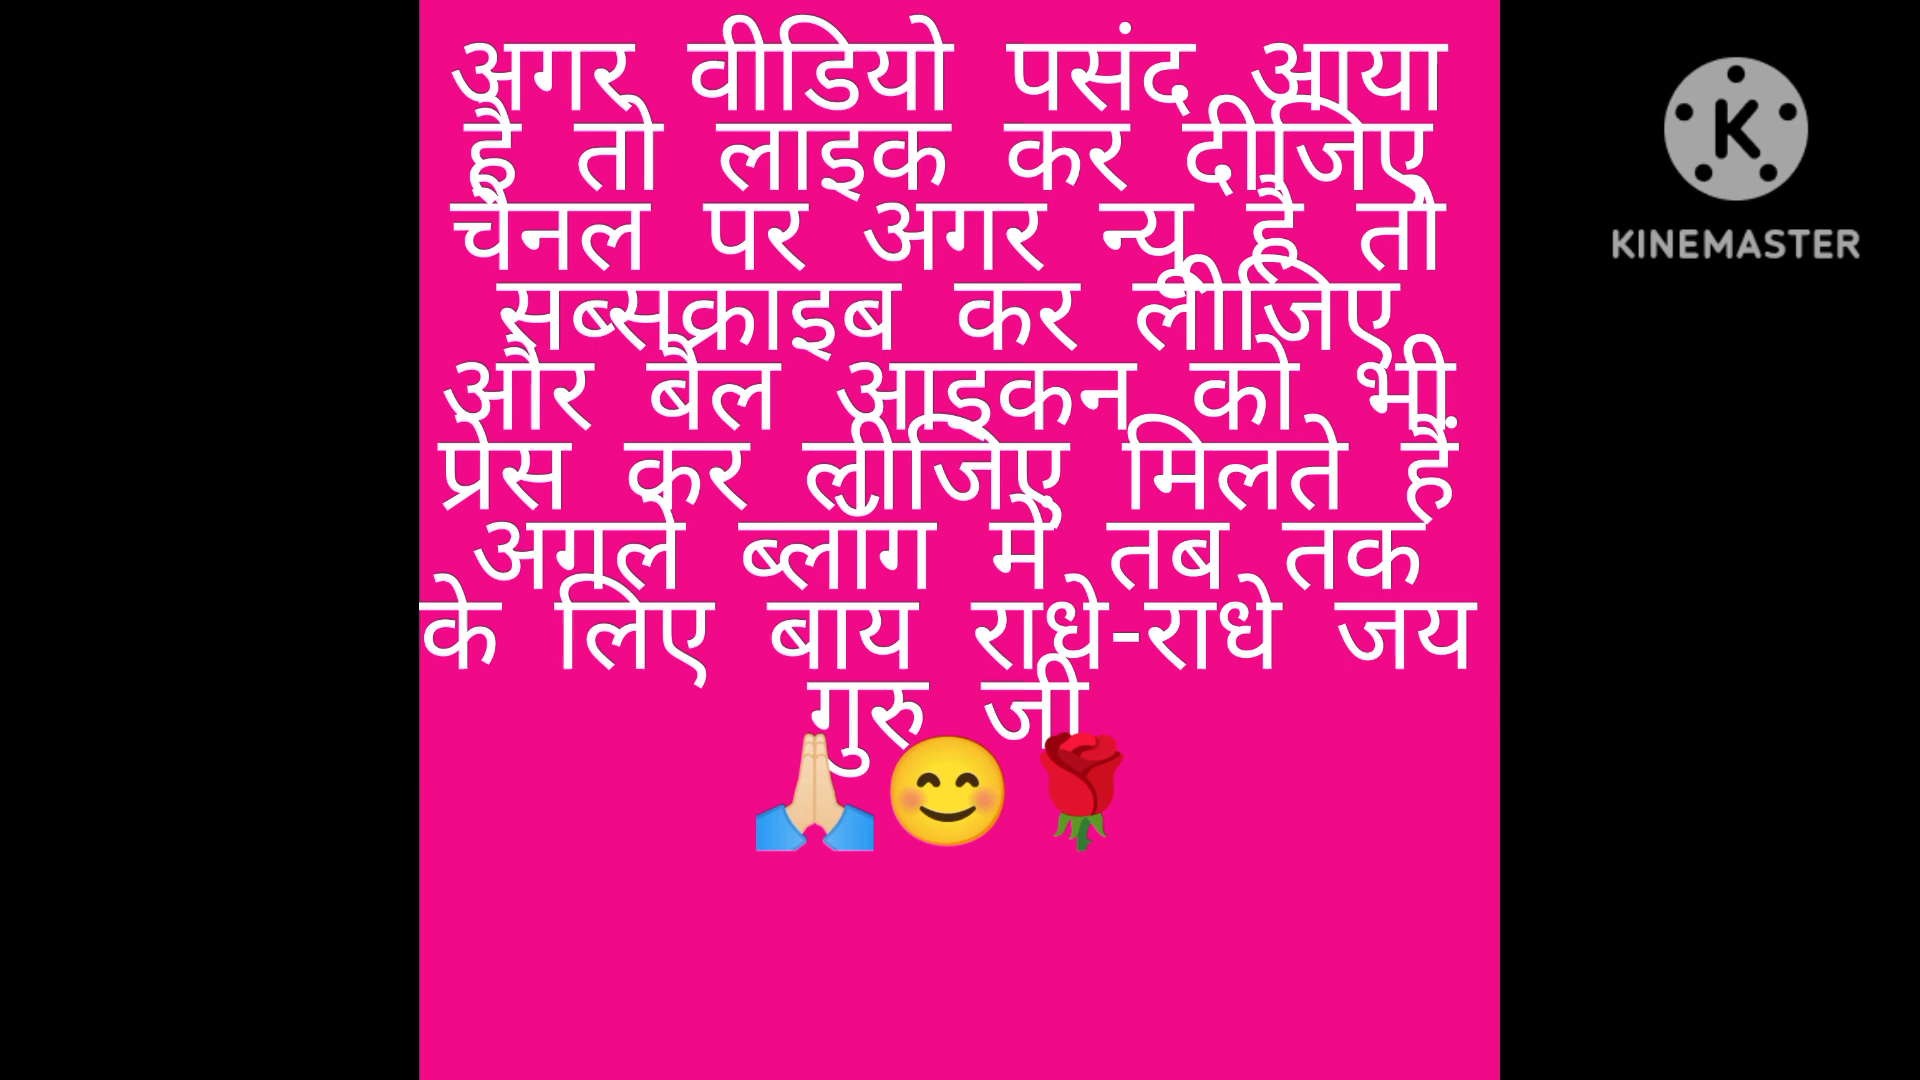 अगर वीडियो पसंद आया
है तो लाइक कर दीजिए
चैनल पर अगर न्यू है तो
सब्सक्राइब कर लीजिए
और बैल आइकन को भी
प्रेस कर लीजिए मिलते हैं
अगले ब्लॉग में तब तक
के लिए बाय राधे-राधे जय
गुरु जी
🙏🏻😊🌹
KINEMASTER